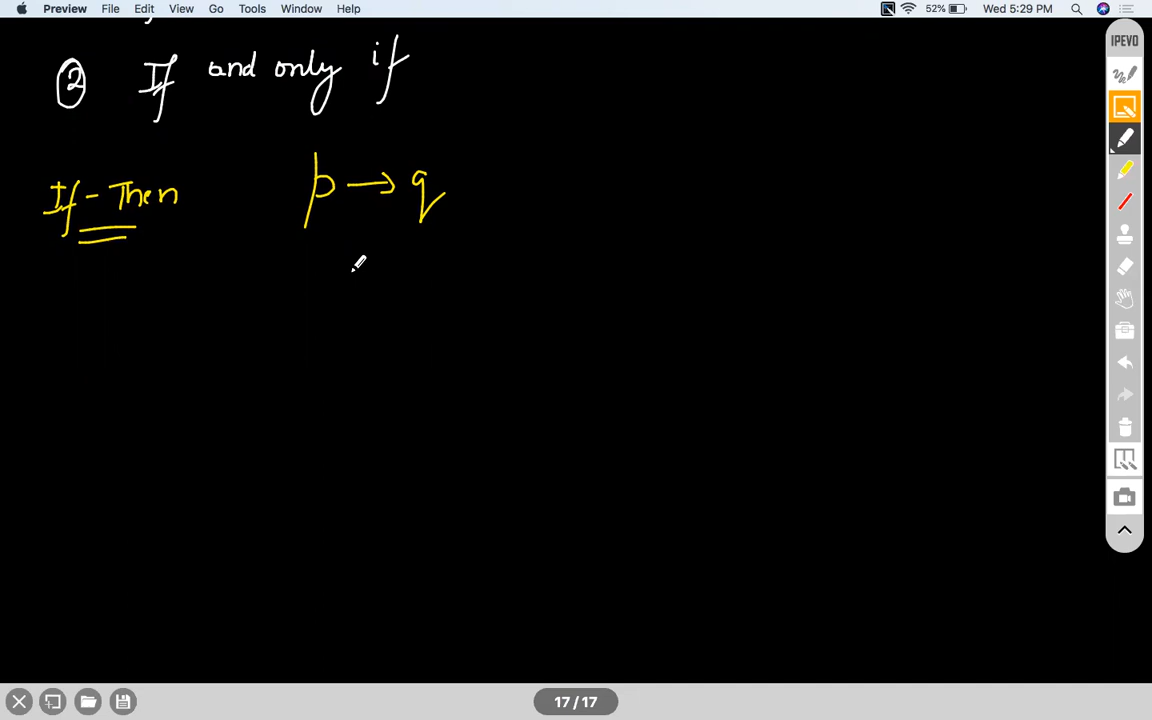 Preview File Edit View Go Tools Window Help 52% Wed 5:29 PM
IPEVO
② If and only if
If - Then p → q
17/17